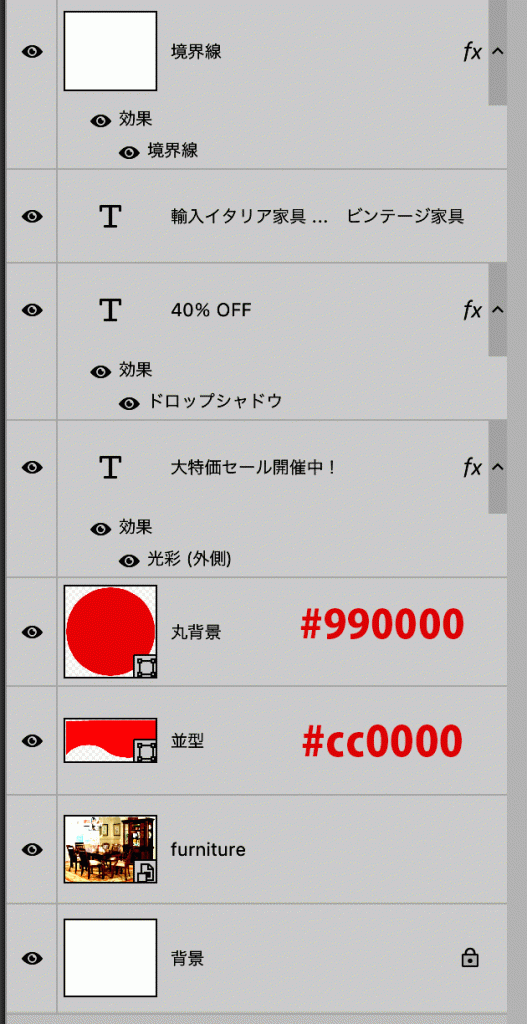 境界線 fx
効果
境界線
T 輸入イタリア家具 ... ビンテージ家具
T 40% OFF fx
効果
ドロップシャドウ
T 大特価セール開催中！ fx
効果
光彩 (外側)
丸背景 #990000
並型 #cc0000
furniture
背景